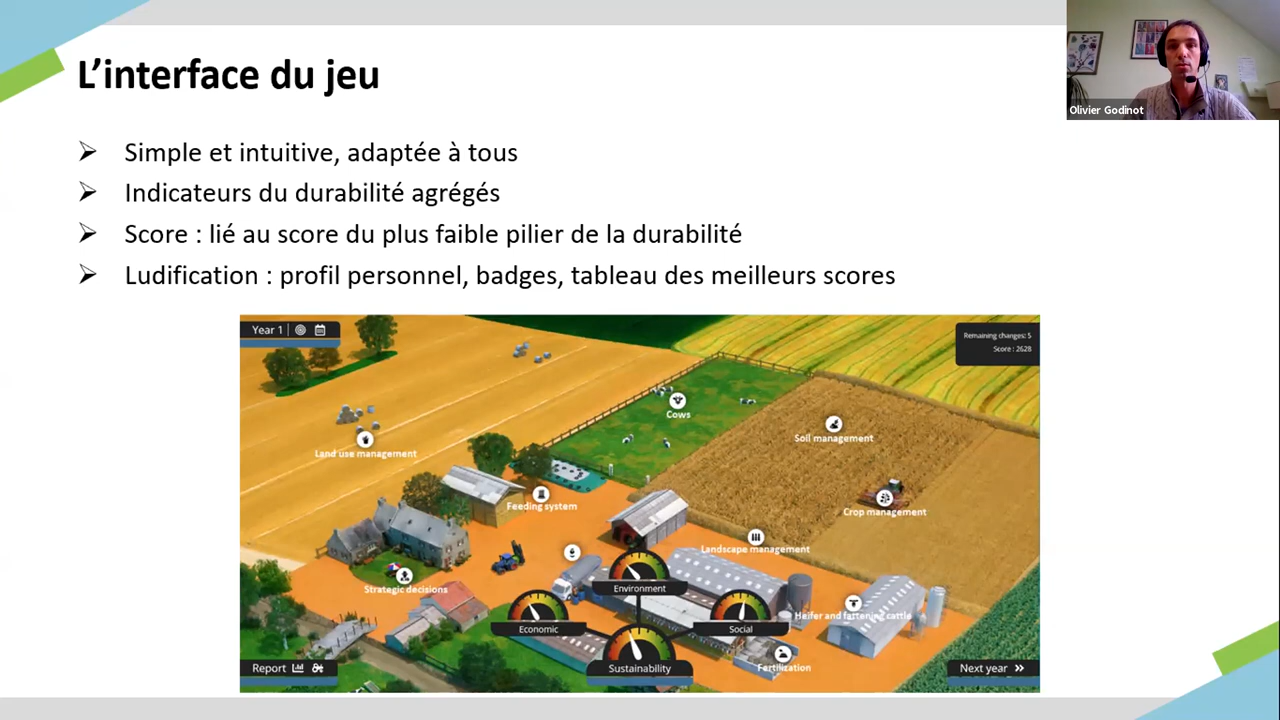 L’interface du jeu
Olivier Godinot
Simple et intuitive, adaptée à tous
Indicateurs du durabilité agrégés
Score : lié au score du plus faible pilier de la durabilité
Ludification : profil personnel, badges, tableau des meilleurs scores
Year 1
Remaining changes: 5
Score : 2628
Cows
Soil management
Land use management
Feeding system
Crop management
Landscape management
Strategic decisions
Environment
Heifer and fattening cattle
Economic
Social
Report
Sustainability
Fertilization
Next year